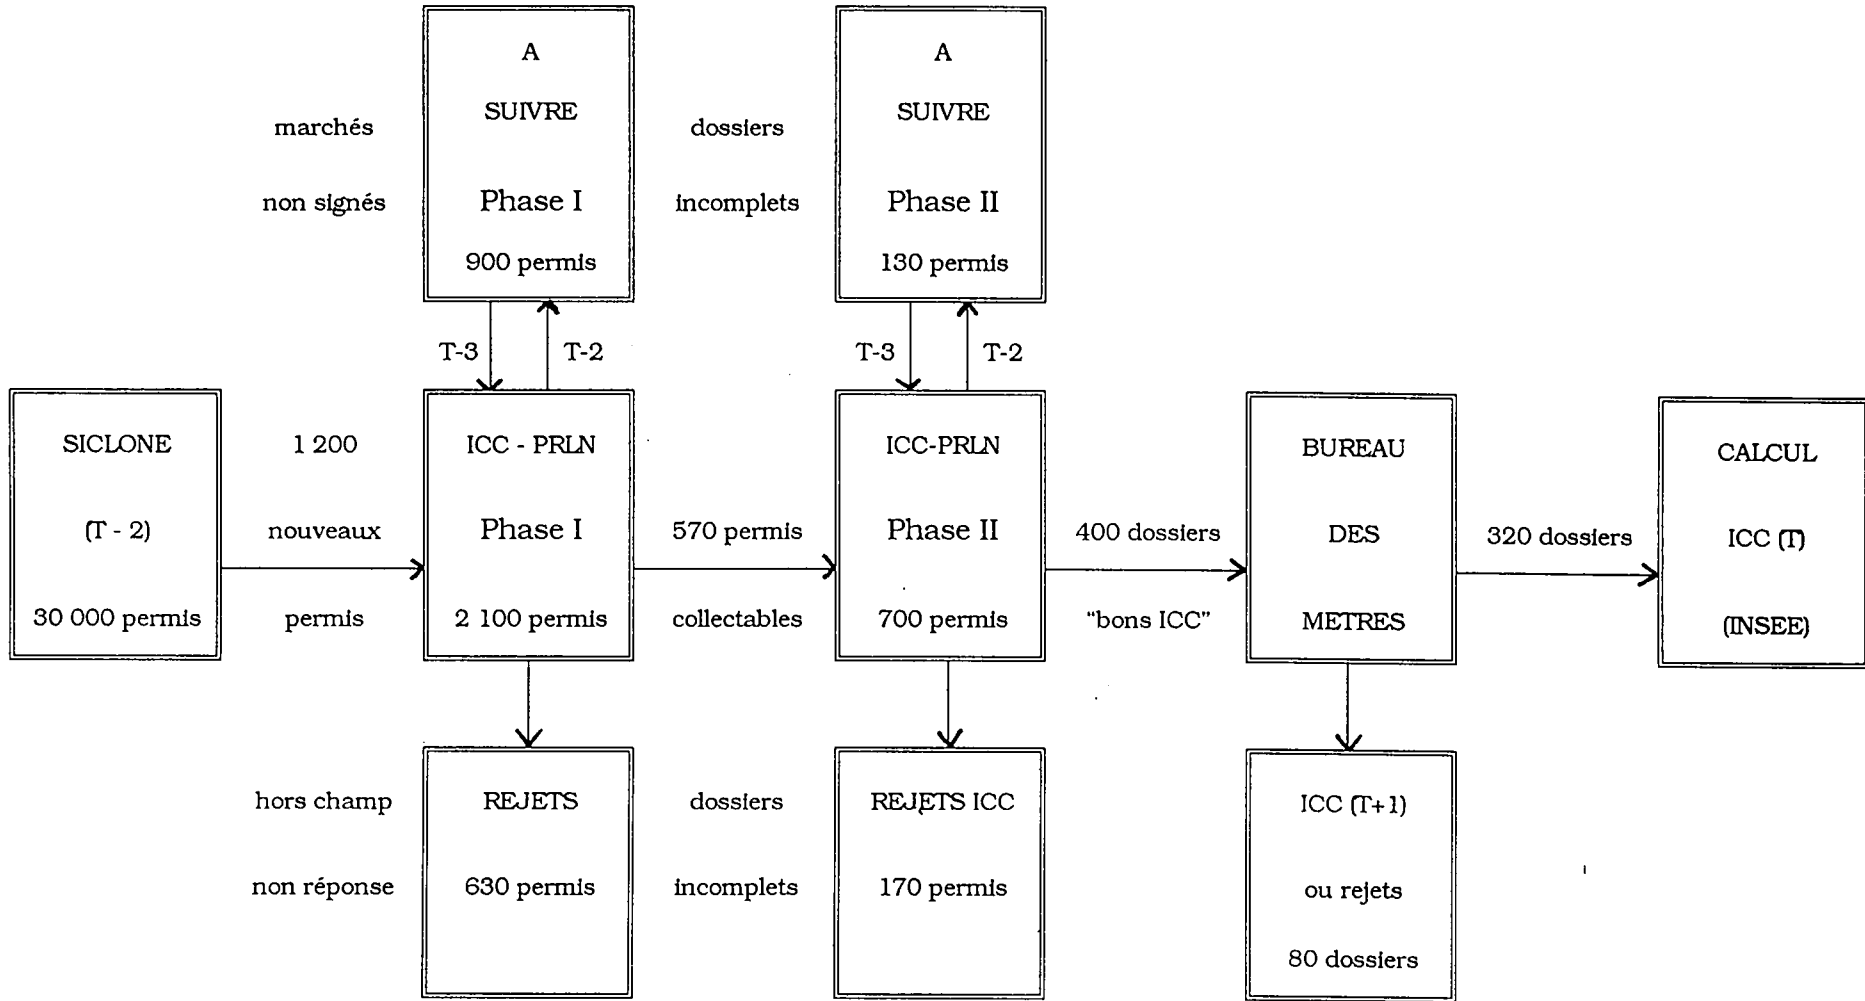 A
SUIVRE
Phase I
900 permis
marchés
non signés
dossiers
incomplets
A
SUIVRE
Phase II
130 permis
T-3
T-2
T-3
T-2
SICLONE
(T - 2)
30 000 permis
1 200
nouveaux
permis
ICC - PRLN
Phase I
2 100 permis
570 permis
collectables
ICC-PRLN
Phase II
700 permis
400 dossiers
"bons ICC"
BUREAU
DES
METRES
320 dossiers
CALCUL
ICC (T)
(INSEE)
hors champ
non réponse
REJETS
630 permis
dossiers
incomplets
REJETS ICC
170 permis
ICC (T+1)
ou rejets
80 dossiers